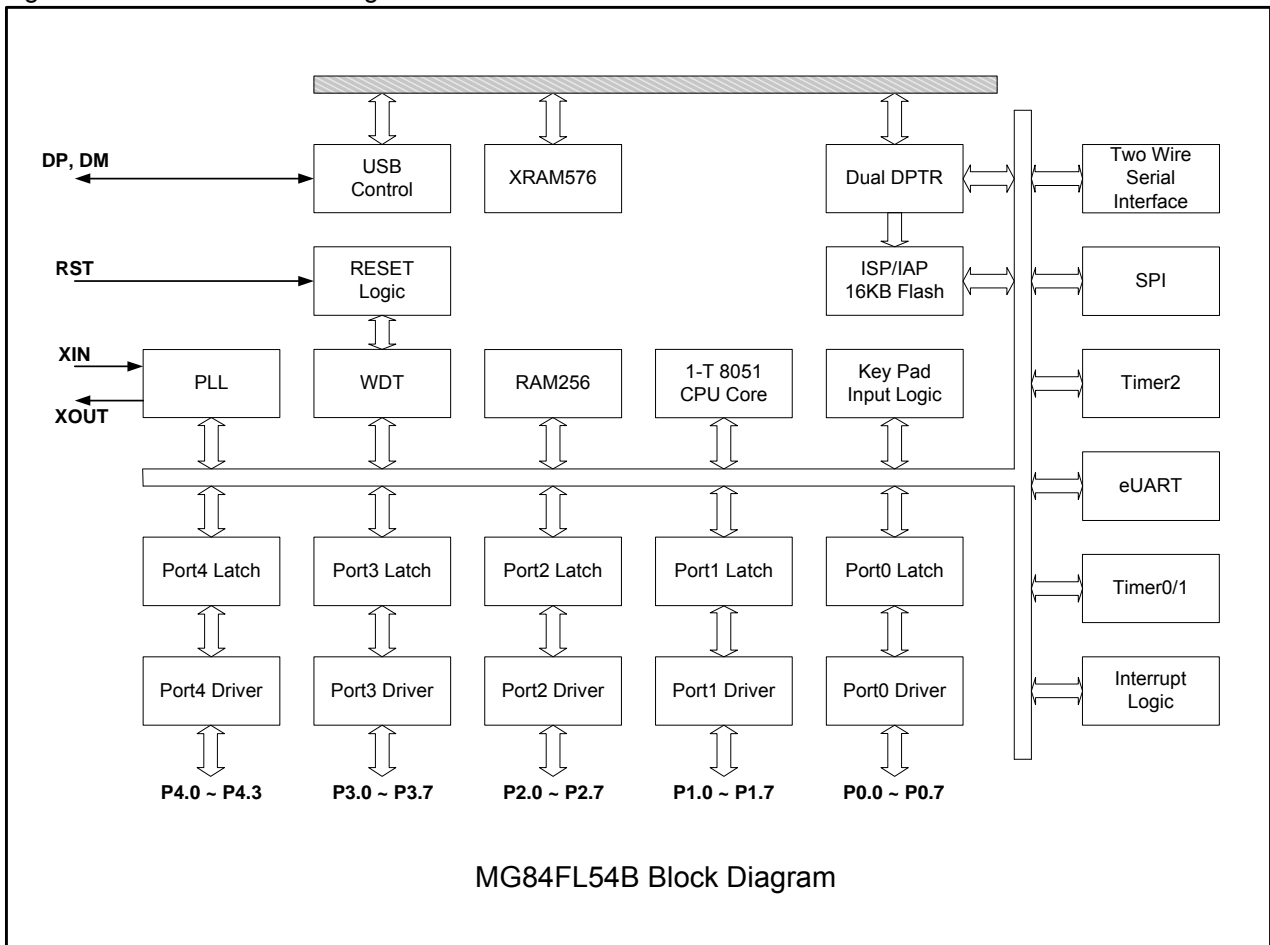 DP, DM
USB
Control
XRAM576
Dual DPTR
Two Wire
Serial
Interface
RST
RESET
Logic
ISP/IAP
16KB Flash
SPI
XIN
XOUT
PLL
WDT
RAM256
1-T 8051
CPU Core
Key Pad
Input Logic
Timer2
eUART
Port4 Latch
Port3 Latch
Port2 Latch
Port1 Latch
Port0 Latch
Timer0/1
Port4 Driver
Port3 Driver
Port2 Driver
Port1 Driver
Port0 Driver
Interrupt
Logic
P4.0 ~ P4.3
P3.0 ~ P3.7
P2.0 ~ P2.7
P1.0 ~ P1.7
P0.0 ~ P0.7
MG84FL54B Block Diagram